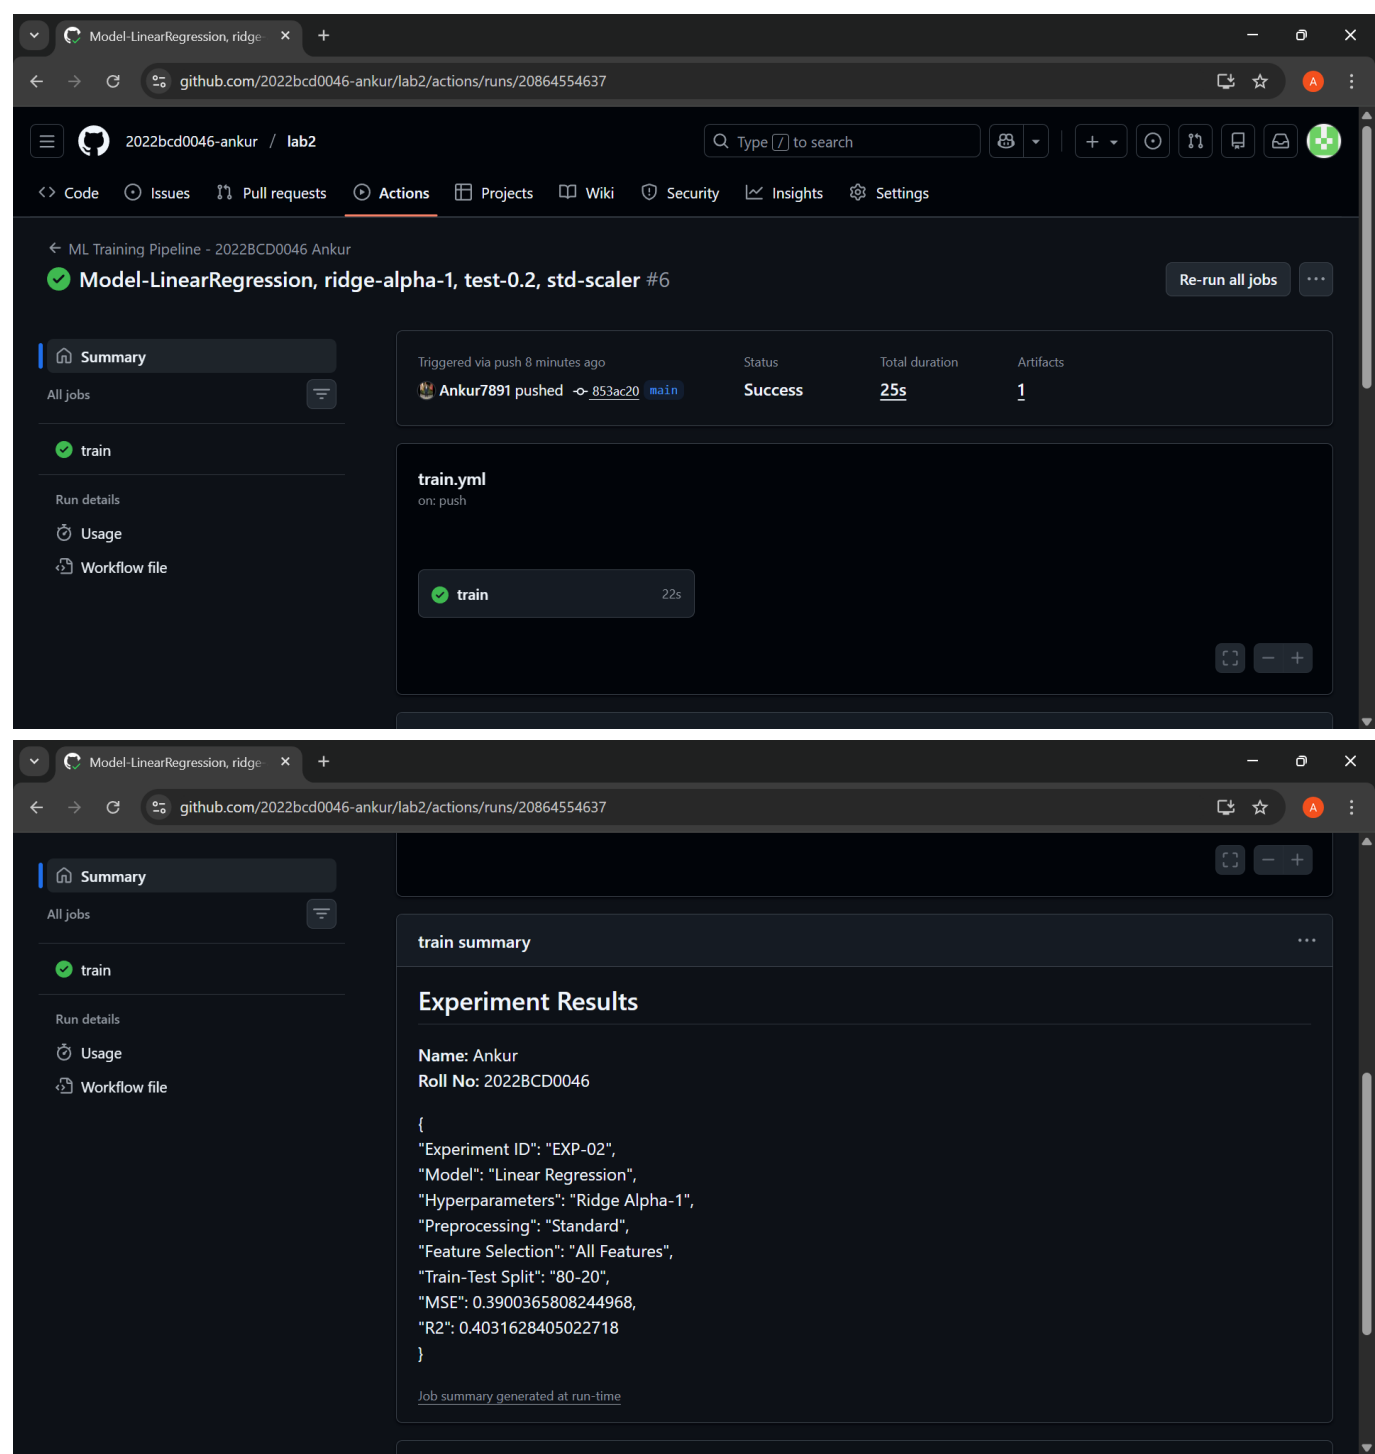 Model-LinearRegression, ridge-
github.com/2022bcd0046-ankur/lab2/actions/runs/20864554637
A
2022bcd0046-ankur / lab2
Type / to search
Code Issues Pull requests Actions Projects Wiki Security Insights Settings
ML Training Pipeline - 2022BCD0046 Ankur
Model-LinearRegression, ridge-alpha-1, test-0.2, std-scaler #6
Re-run all jobs
Summary
All jobs
train
Run details
Usage
Workflow file
Triggered via push 8 minutes ago
Ankur7891 pushed 853ac20 main
Status
Success
Total duration
25s
Artifacts
1
train.yml
on: push
train 22s
Model-LinearRegression, ridge-
github.com/2022bcd0046-ankur/lab2/actions/runs/20864554637
A
Summary
All jobs
train
Run details
Usage
Workflow file
train summary
Experiment Results
Name: Ankur
Roll No: 2022BCD0046
{
"Experiment ID": "EXP-02",
"Model": "Linear Regression",
"Hyperparameters": "Ridge Alpha-1",
"Preprocessing": "Standard",
"Feature Selection": "All Features",
"Train-Test Split": "80-20",
"MSE": 0.3900365808244968,
"R2": 0.4031628405022718
}
Job summary generated at run-time